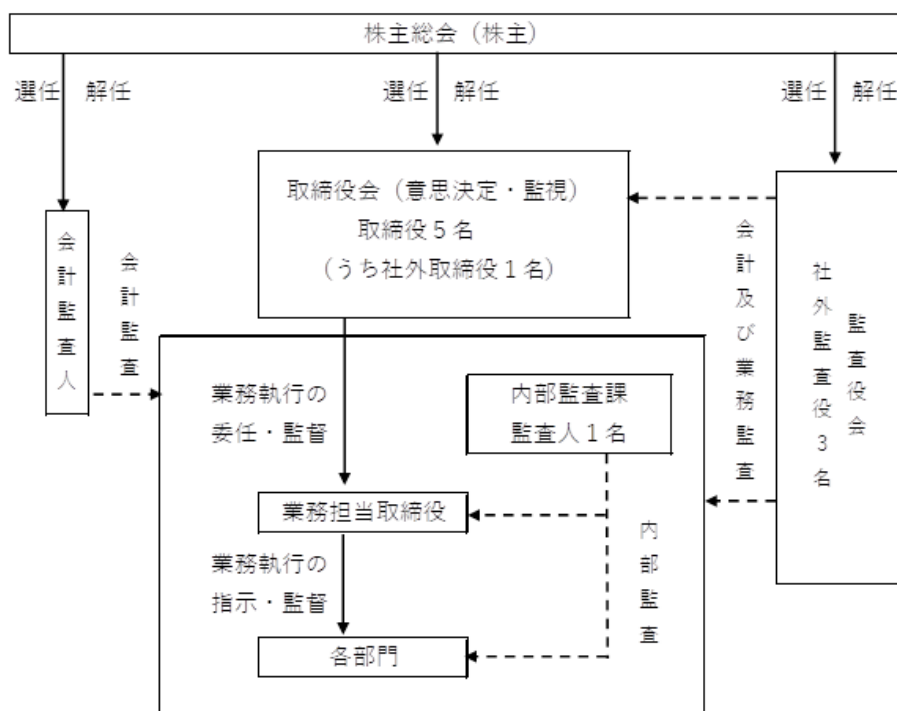 株主総会（株主）
選任
解任
選任
解任
選任
解任
取締役会（意思決定・監視）
取締役５名
（うち社外取締役１名）
会計監査人
会計監査
会計及び業務監査
監査役会
社外監査役３名
業務執行の
委任・監督
内部監査課
監査人１名
業務担当取締役
業務執行の
指示・監督
内部監査
各部門